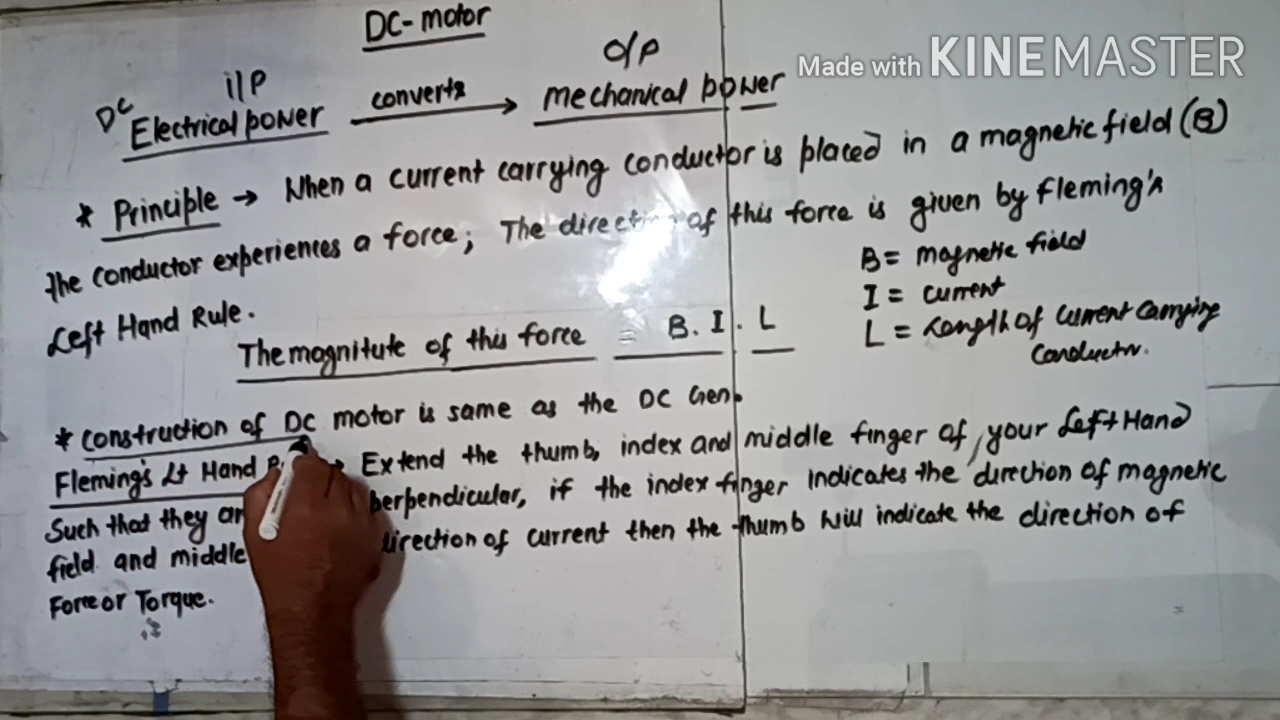 DC-motor
Made with KINEMASTER
i/p
o/p
DC Electrical power converts → mechanical power
* Principle → When a current carrying conductor is placed in a magnetic field (B)
the conductor experiences a force; The direction of this force is given by Fleming's
Left Hand Rule.
B = magnetic field
I = current
L = Length of current carrying
conductor.
The magnitute of this force = B. I. L
* Construction of DC motor is same as the DC Gen.
Fleming's Lt Hand → Extend the thumb, index and middle finger of your Left Hand
Such that they perpendicular, if the index finger indicates the direction of magnetic
field and middle direction of current then the thumb will indicate the direction of
Force or Torque.